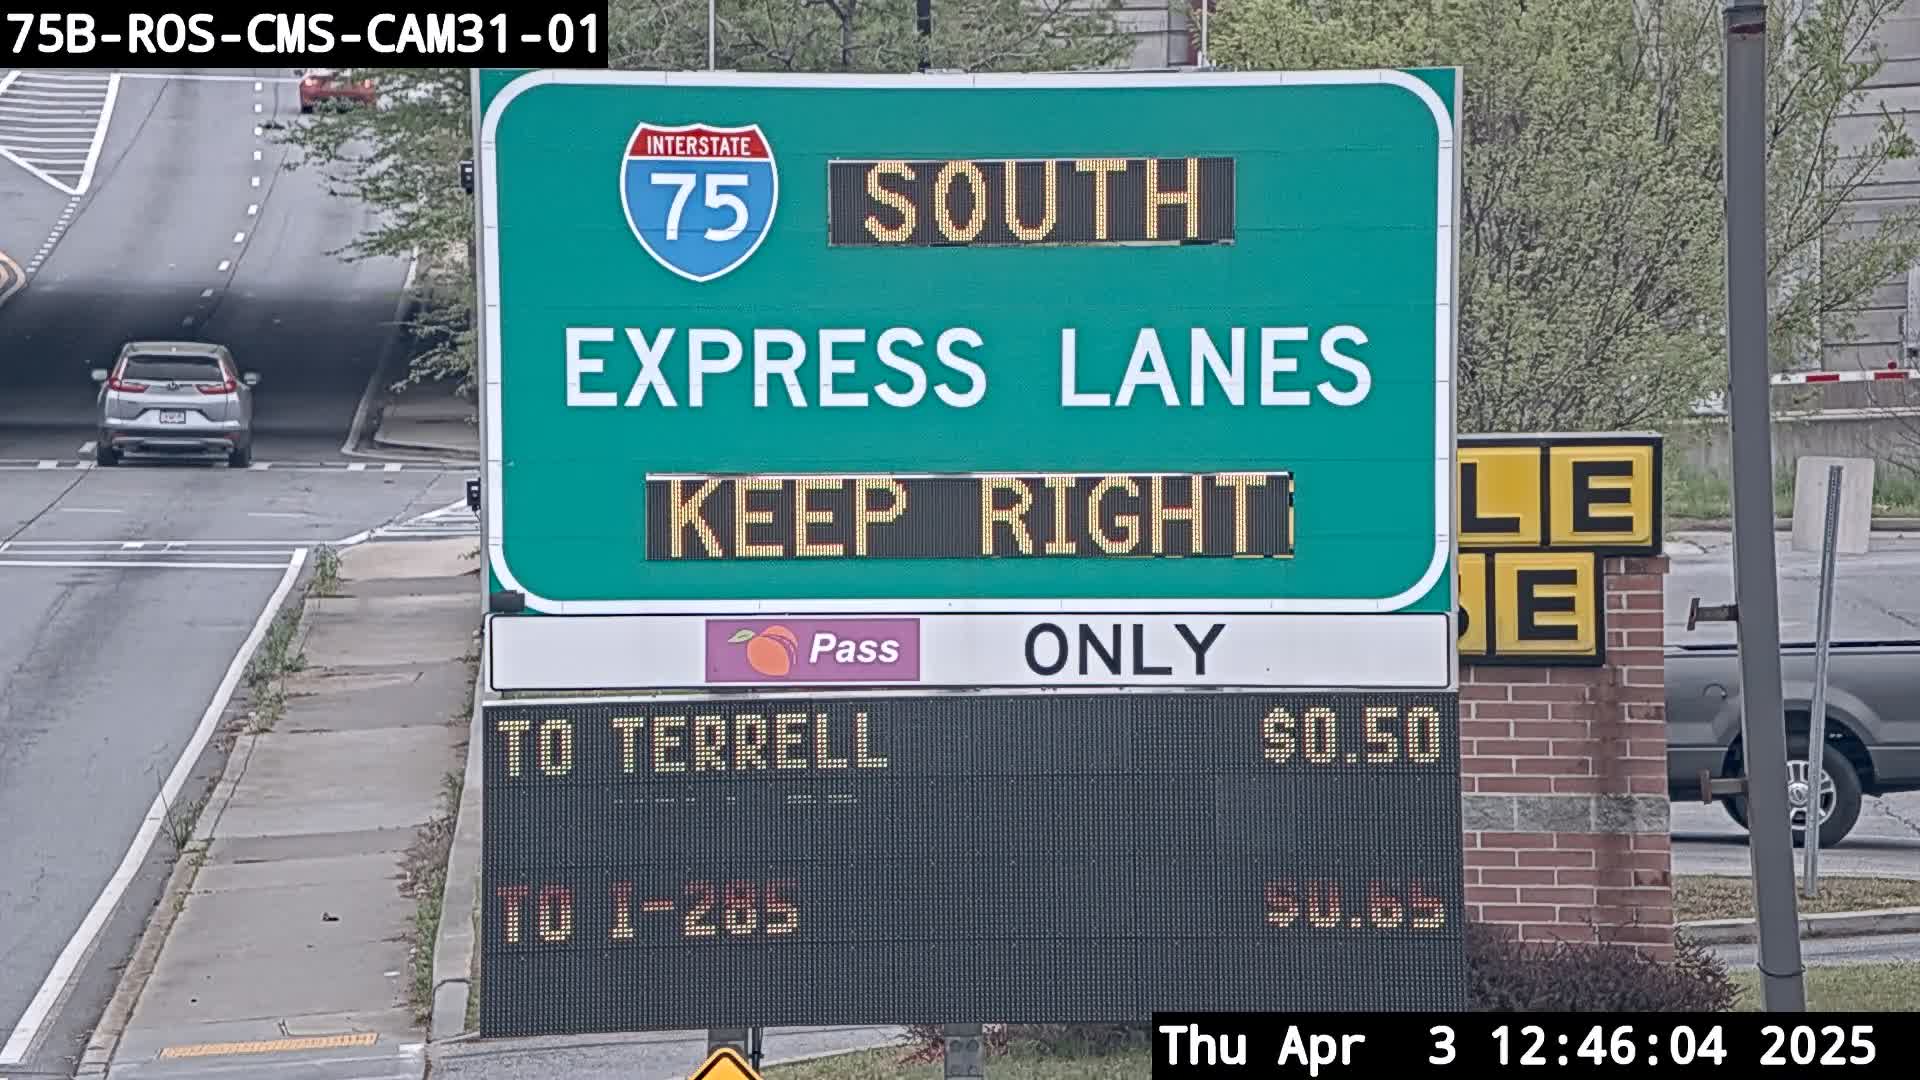 75B-ROS-CMS-CAM31-01
INTERSTATE
75
SOUTH
EXPRESS LANES
KEEP RIGHT
Pass ONLY
LE
E
TO TERRELL $0.50
TO I-285 $0.65
Thu Apr 3 12:46:04 2025